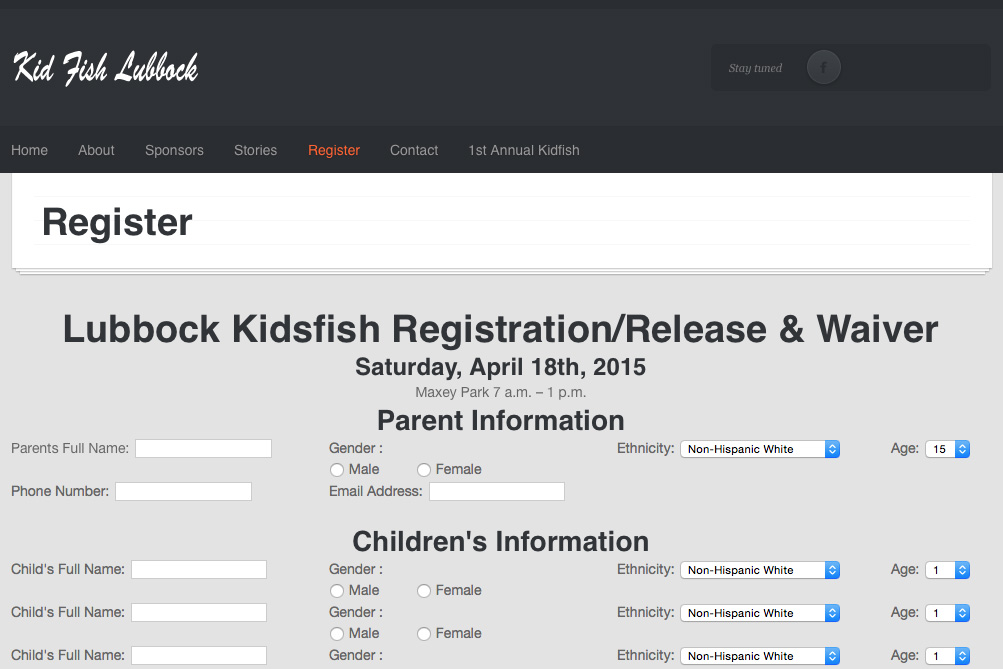 Kid Fish Lubbock
Stay tuned
f
Home About Sponsors Stories Register Contact 1st Annual Kidfish
Register
Lubbock Kidsfish Registration/Release & Waiver
Saturday, April 18th, 2015
Maxey Park 7 a.m. – 1 p.m.
Parent Information
Parents Full Name: Gender : Ethnicity: Non-Hispanic White Age: 15
Male Female
Phone Number: Email Address:
Children's Information
Child's Full Name: Gender : Ethnicity: Non-Hispanic White Age: 1
Male Female
Child's Full Name: Gender : Ethnicity: Non-Hispanic White Age: 1
Male Female
Child's Full Name: Gender : Ethnicity: Non-Hispanic White Age: 1